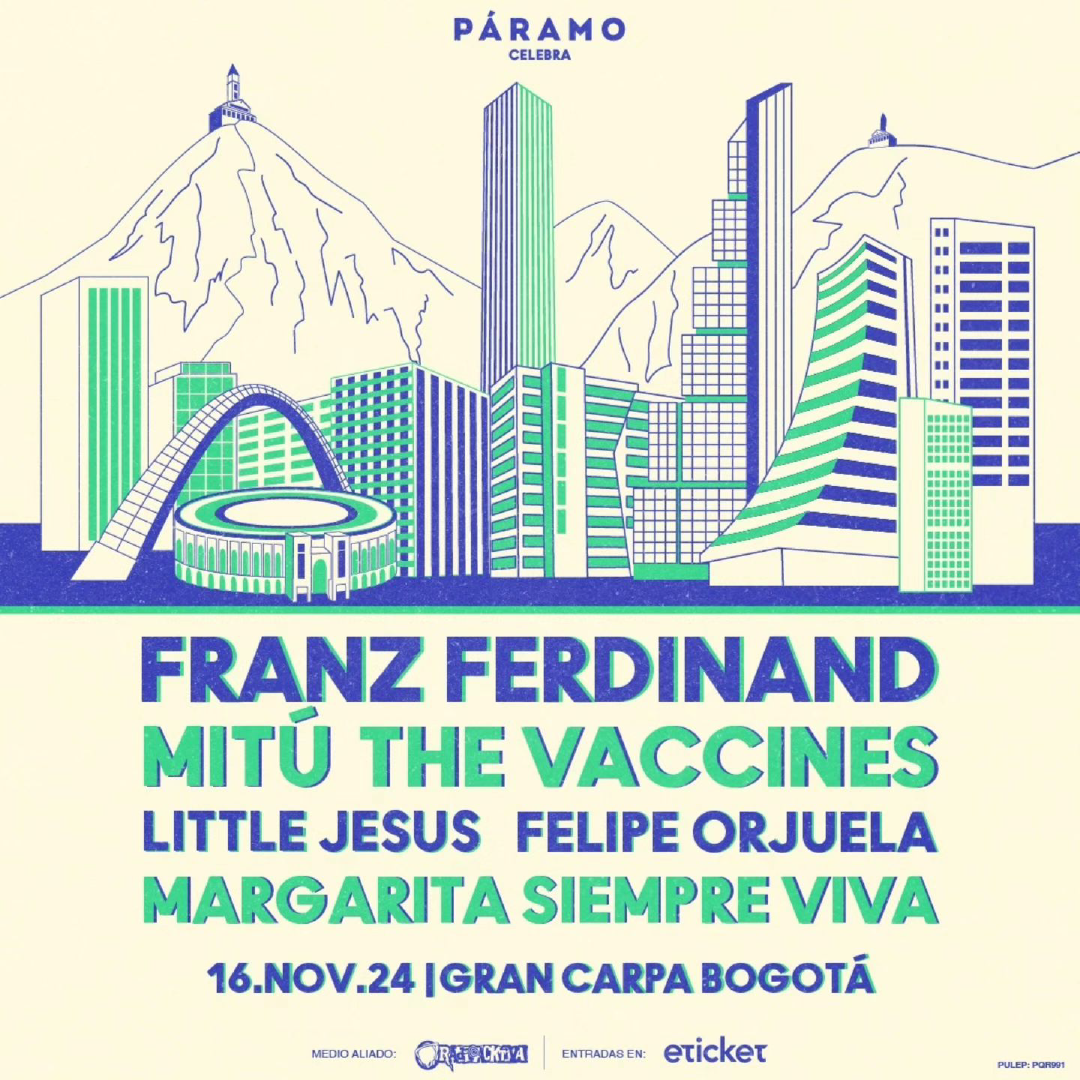 PÁRAMO
CELEBRA
FRANZ FERDINAND
MITÚ THE VACCINES
LITTLE JESUS FELIPE ORJUELA
MARGARITA SIEMPRE VIVA
16.NOV.24 | GRAN CARPA BOGOTÁ
MEDIO ALIADO: RADIOACKTIVA ENTRADAS EN: eticket
PULEP: PQR991